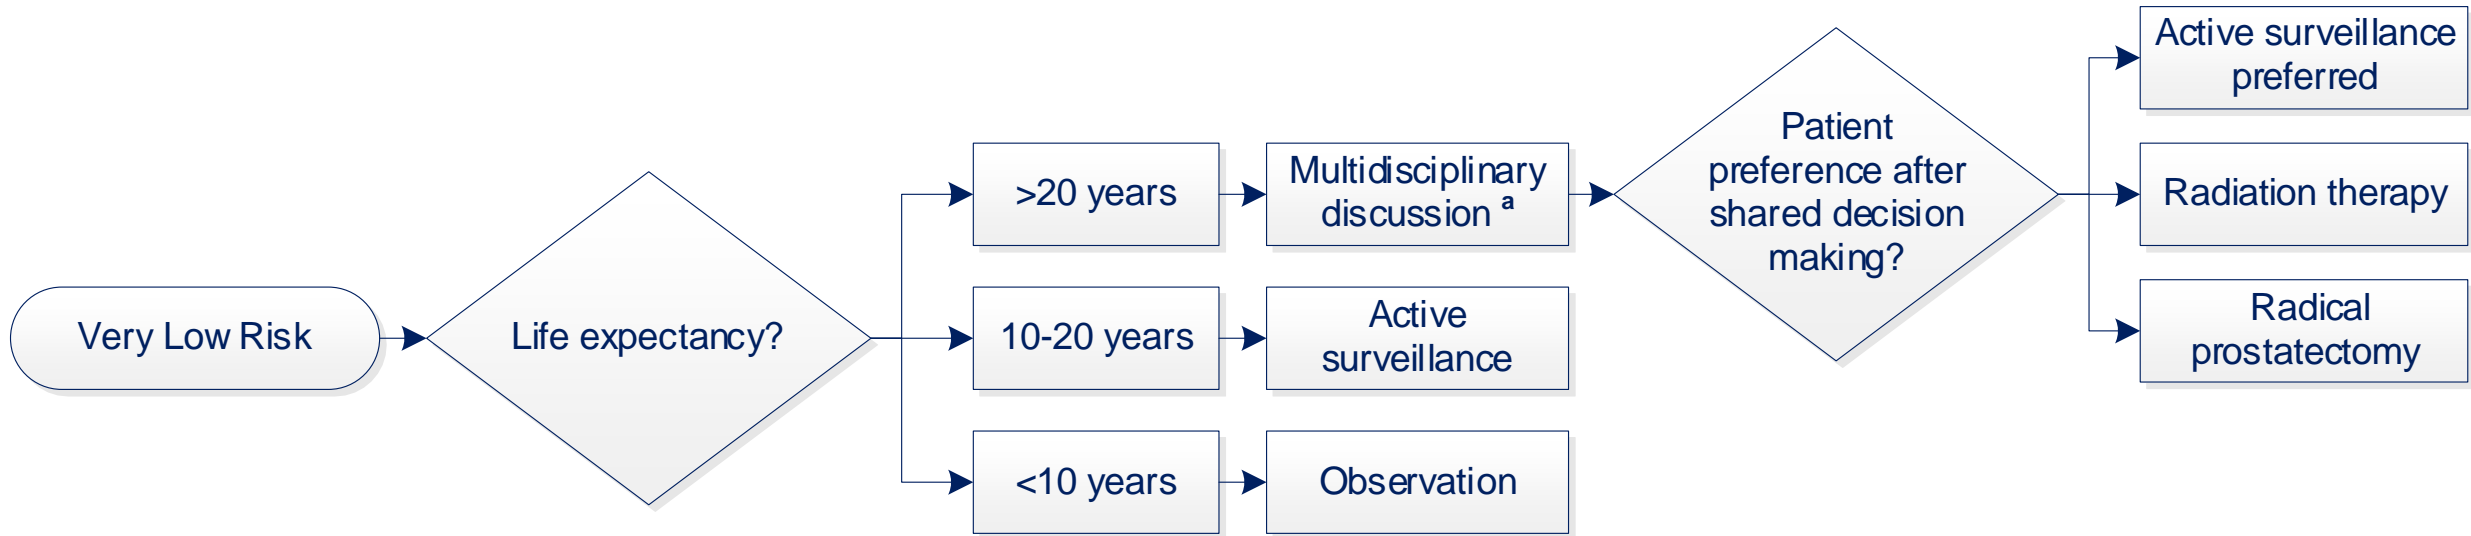 Very Low Risk
Life expectancy?
>20 years
Multidisciplinary
discussion a
10-20 years
Active
surveillance
<10 years
Observation
Patient
preference after
shared decision
making?
Active surveillance
preferred
Radiation therapy
Radical
prostatectomy